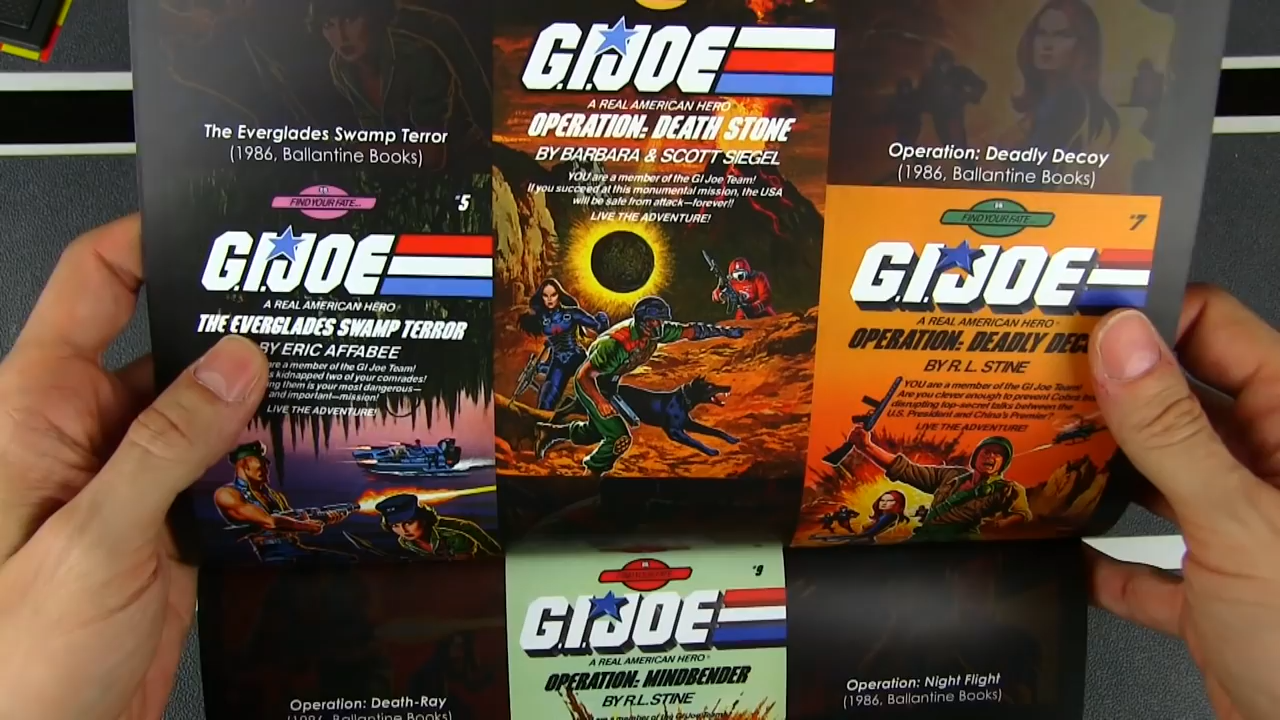 G.I. JOE
A REAL AMERICAN HERO
OPERATION: DEATH STONE
BY BARBARA & SCOTT SIEGEL
YOU are a member of the GI Joe Team!
If you succeed at this monumental mission, the USA
will be safe from attack—forever!!
LIVE THE ADVENTURE!
The Everglades Swamp Terror
(1986, Ballantine Books)
FIND YOUR FATE...
#5
G.I. JOE
A REAL AMERICAN HERO
THE EVERGLADES SWAMP TERROR
BY ERIC AFFABEE
are a member of the GI Joe Team!
kidnapped two of your comrades!
them is your most dangerous—
and important—mission!
LIVE THE ADVENTURE!
Operation: Deadly Decoy
(1986, Ballantine Books)
FIND YOUR FATE...
#7
G.I. JOE
A REAL AMERICAN HERO
OPERATION: DEADLY
BY R.L. STINE
YOU are a member of the GI Joe Team!
Are you clever enough to prevent Cobra
disrupting top-secret talks between the
U.S. President and China's Premier?
LIVE THE ADVENTURE!
Operation: Death-Ray
(1986, Ballantine Books)
#9
G.I. JOE
A REAL AMERICAN HERO
OPERATION: MINDBENDER
BY R.L. STINE
are a member of the GI Joe Team!
Operation: Night Flight
(1986, Ballantine Books)